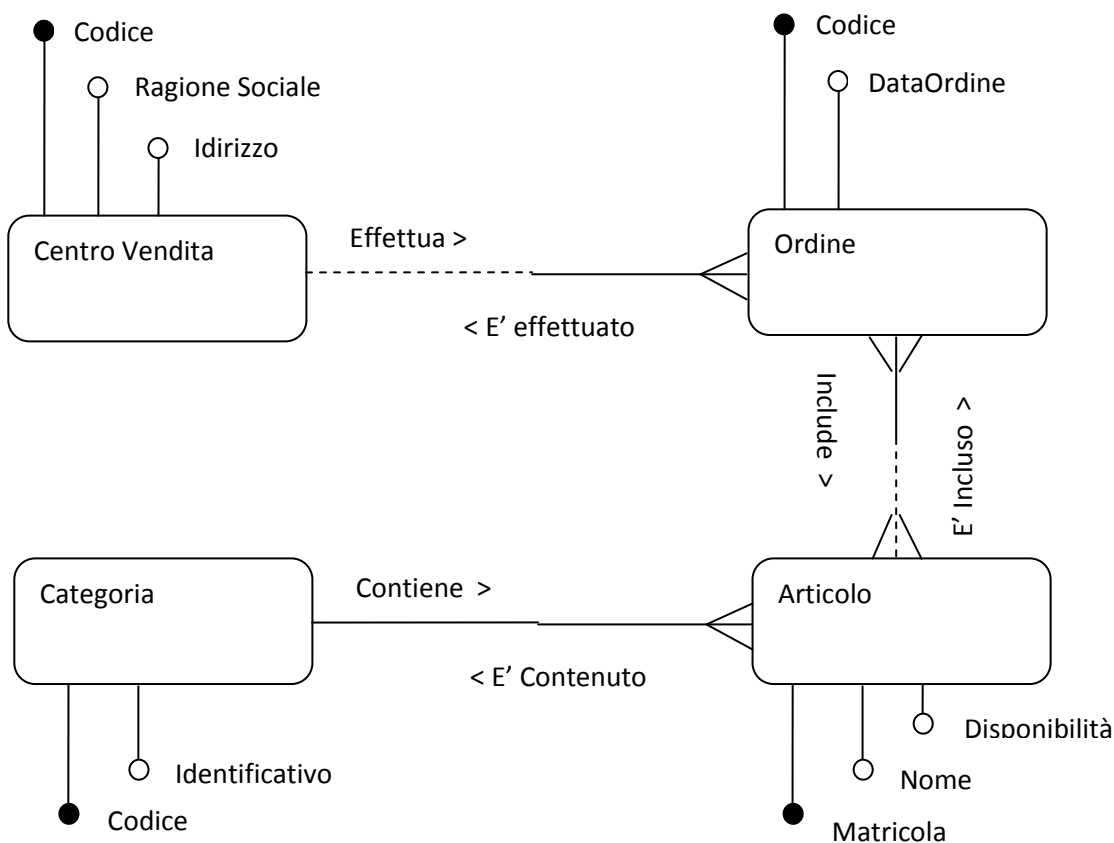 Codice
Ragione Sociale
Idirizzo
Centro Vendita
Effettua >
< E' effettuato
Codice
DataOrdine
Ordine
Include >
E' Incluso >
Categoria
Contiene >
< E' Contenuto
Articolo
Identificativo
Codice
Disponibilità
Nome
Matricola